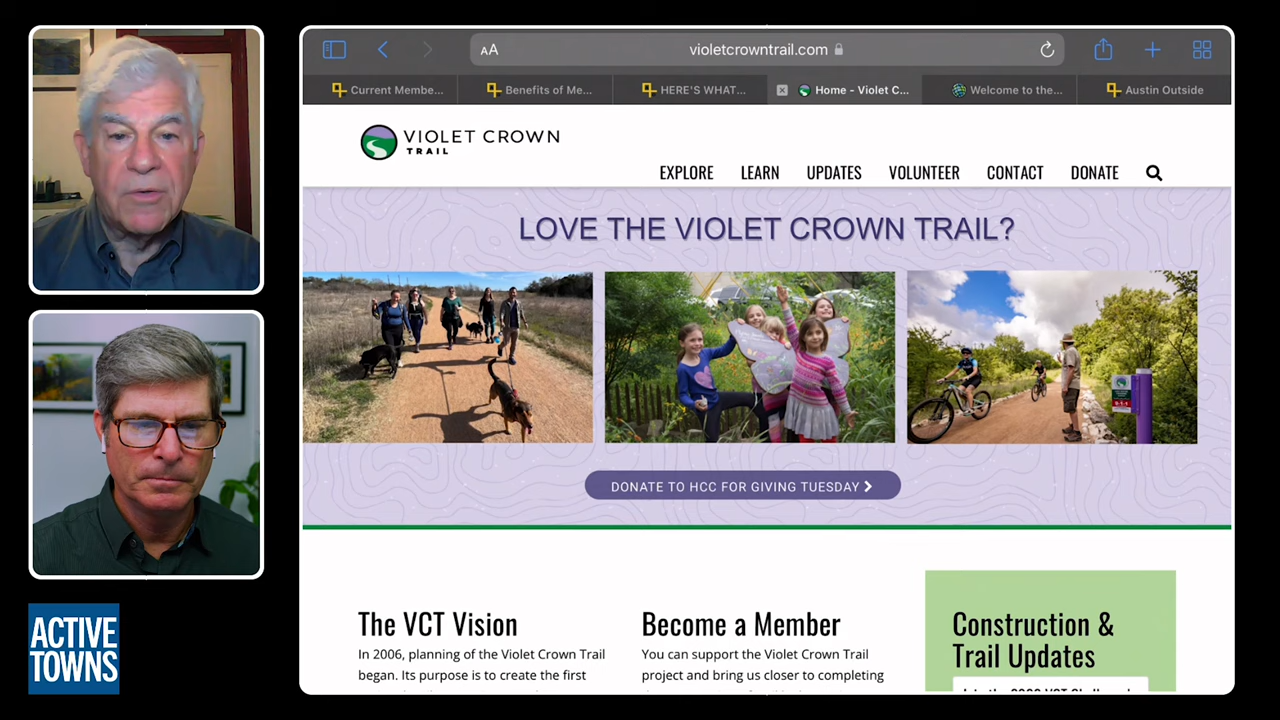 AA
violetcrowntrail.com
Current Membe...
Benefits of Me...
HERE'S WHAT...
Home - Violet C...
Welcome to the...
Austin Outside
VIOLET CROWN
TRAIL
EXPLORE
LEARN
UPDATES
VOLUNTEER
CONTACT
DONATE
LOVE THE VIOLET CROWN TRAIL?
DONATE TO HCC FOR GIVING TUESDAY
The VCT Vision
In 2006, planning of the Violet Crown Trail
began. Its purpose is to create the first
Become a Member
You can support the Violet Crown Trail
project and bring us closer to completing
Construction &
Trail Updates
ACTIVE
TOWNS